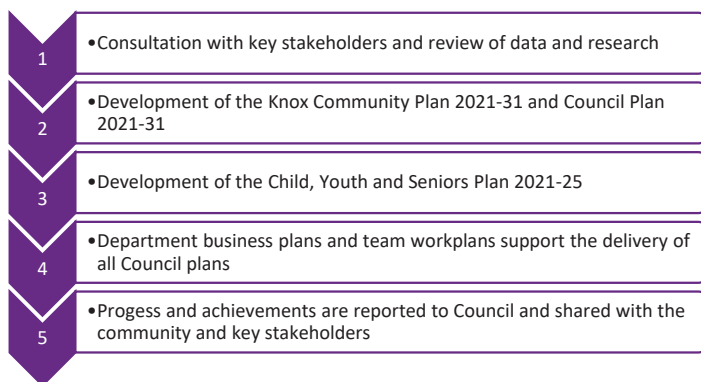 1
•Consultation with key stakeholders and review of data and research
2
•Development of the Knox Community Plan 2021-31 and Council Plan
2021-31
3
•Development of the Child, Youth and Seniors Plan 2021-25
4
•Department business plans and team workplans support the delivery of
all Council plans
5
•Progess and achievements are reported to Council and shared with the
community and key stakeholders